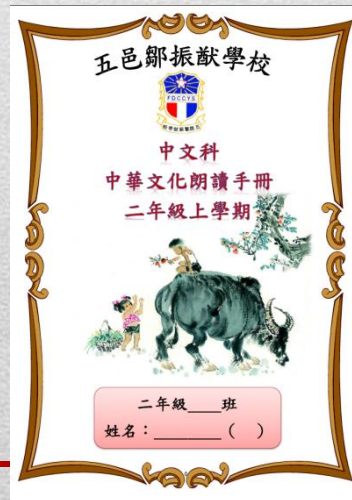 五邑鄒振猷學校
FDCCYS
中文科
中華文化朗讀手冊
二年級上學期
二年級____班
姓名：________（　）